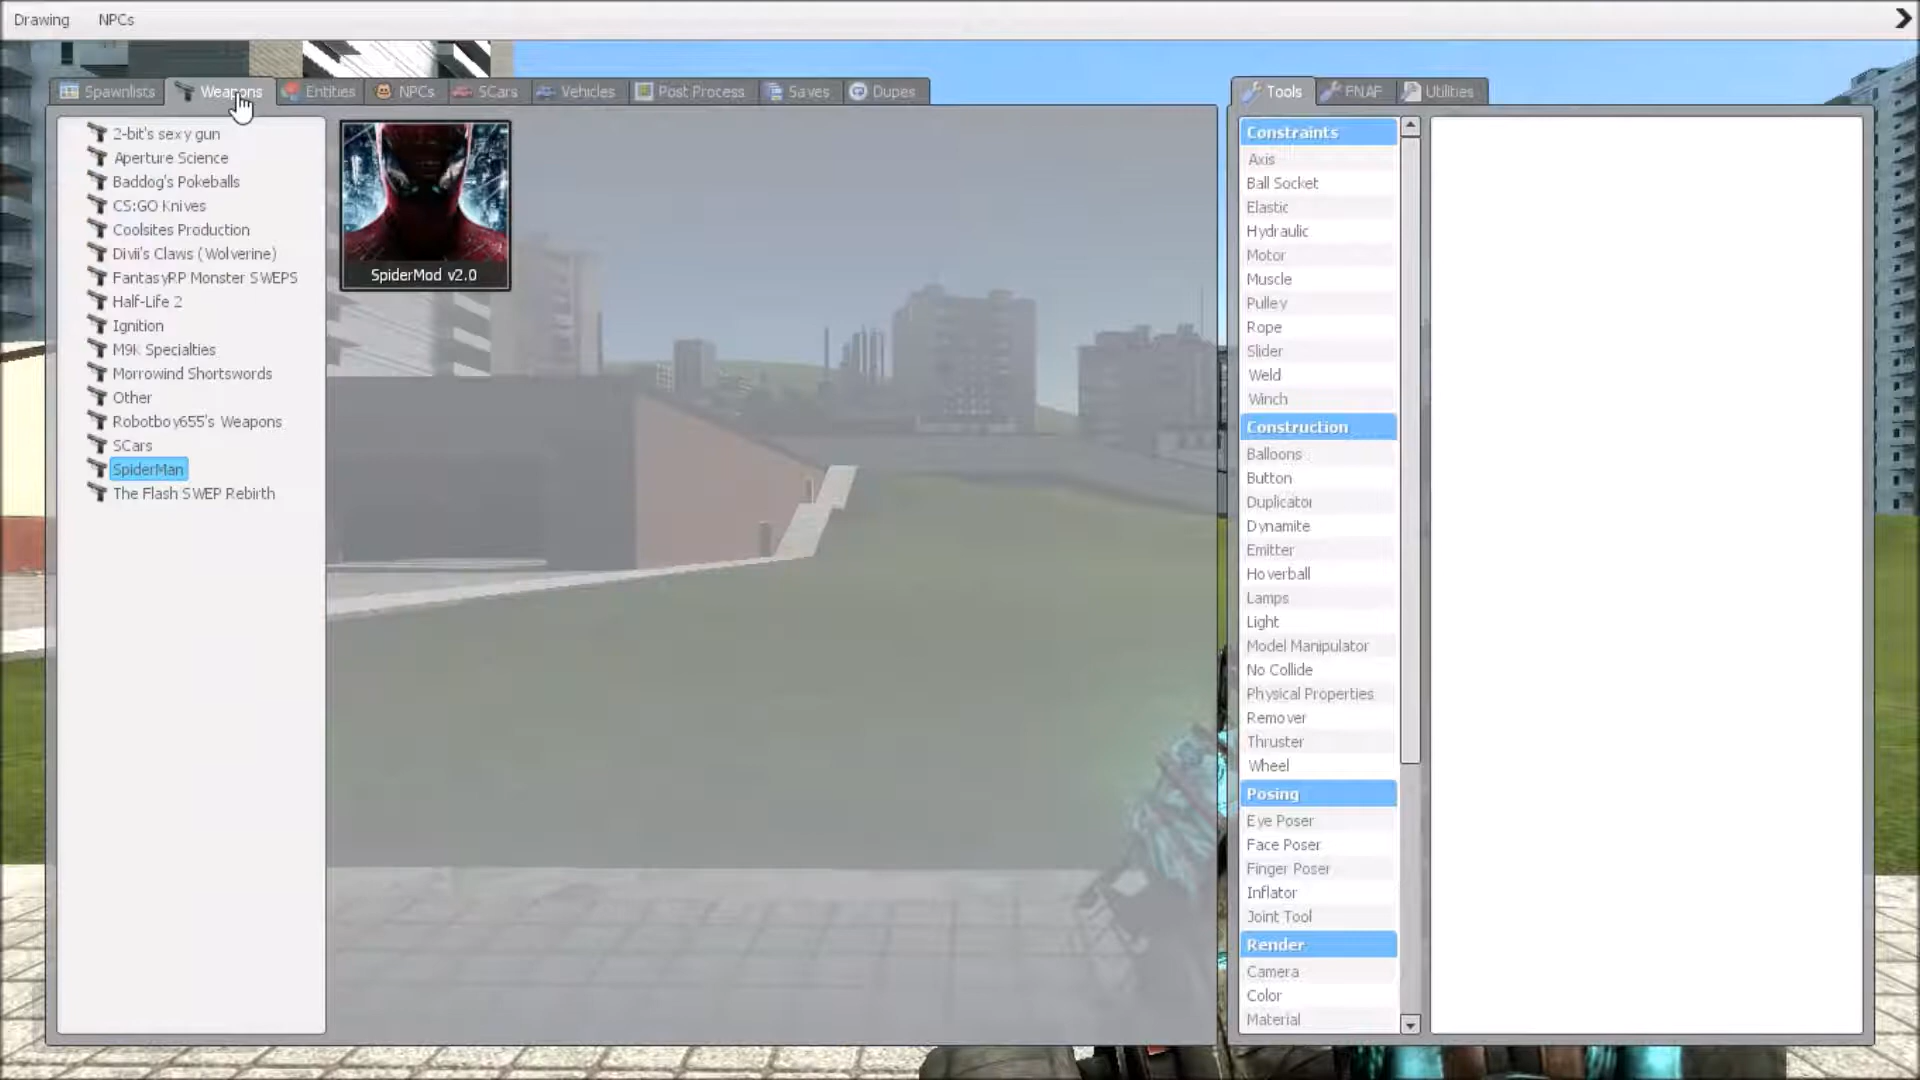 Drawing NPCs
Spawnlists Weapons Entities NPCs SCars Vehicles Post Process Saves Dupes
2-bit's sexy gun
Aperture Science
Baddog's Pokeballs
CS:GO Knives
Coolsites Production
Divii's Claws (Wolverine)
FantasyRP Monster SWEPS
Half-Life 2
Ignition
M9K Specialties
Morrowind Shortswords
Other
Robotboy655's Weapons
SCars
SpiderMan
The Flash SWEP Rebirth
SpiderMod v2.0
Tools FNAF Utilities
Constraints
Axis
Ball Socket
Elastic
Hydraulic
Motor
Muscle
Pulley
Rope
Slider
Weld
Winch
Construction
Balloons
Button
Duplicator
Dynamite
Emitter
Hoverball
Lamps
Light
Model Manipulator
No Collide
Physical Properties
Remover
Thruster
Wheel
Posing
Eye Poser
Face Poser
Finger Poser
Inflator
Joint Tool
Render
Camera
Color
Material